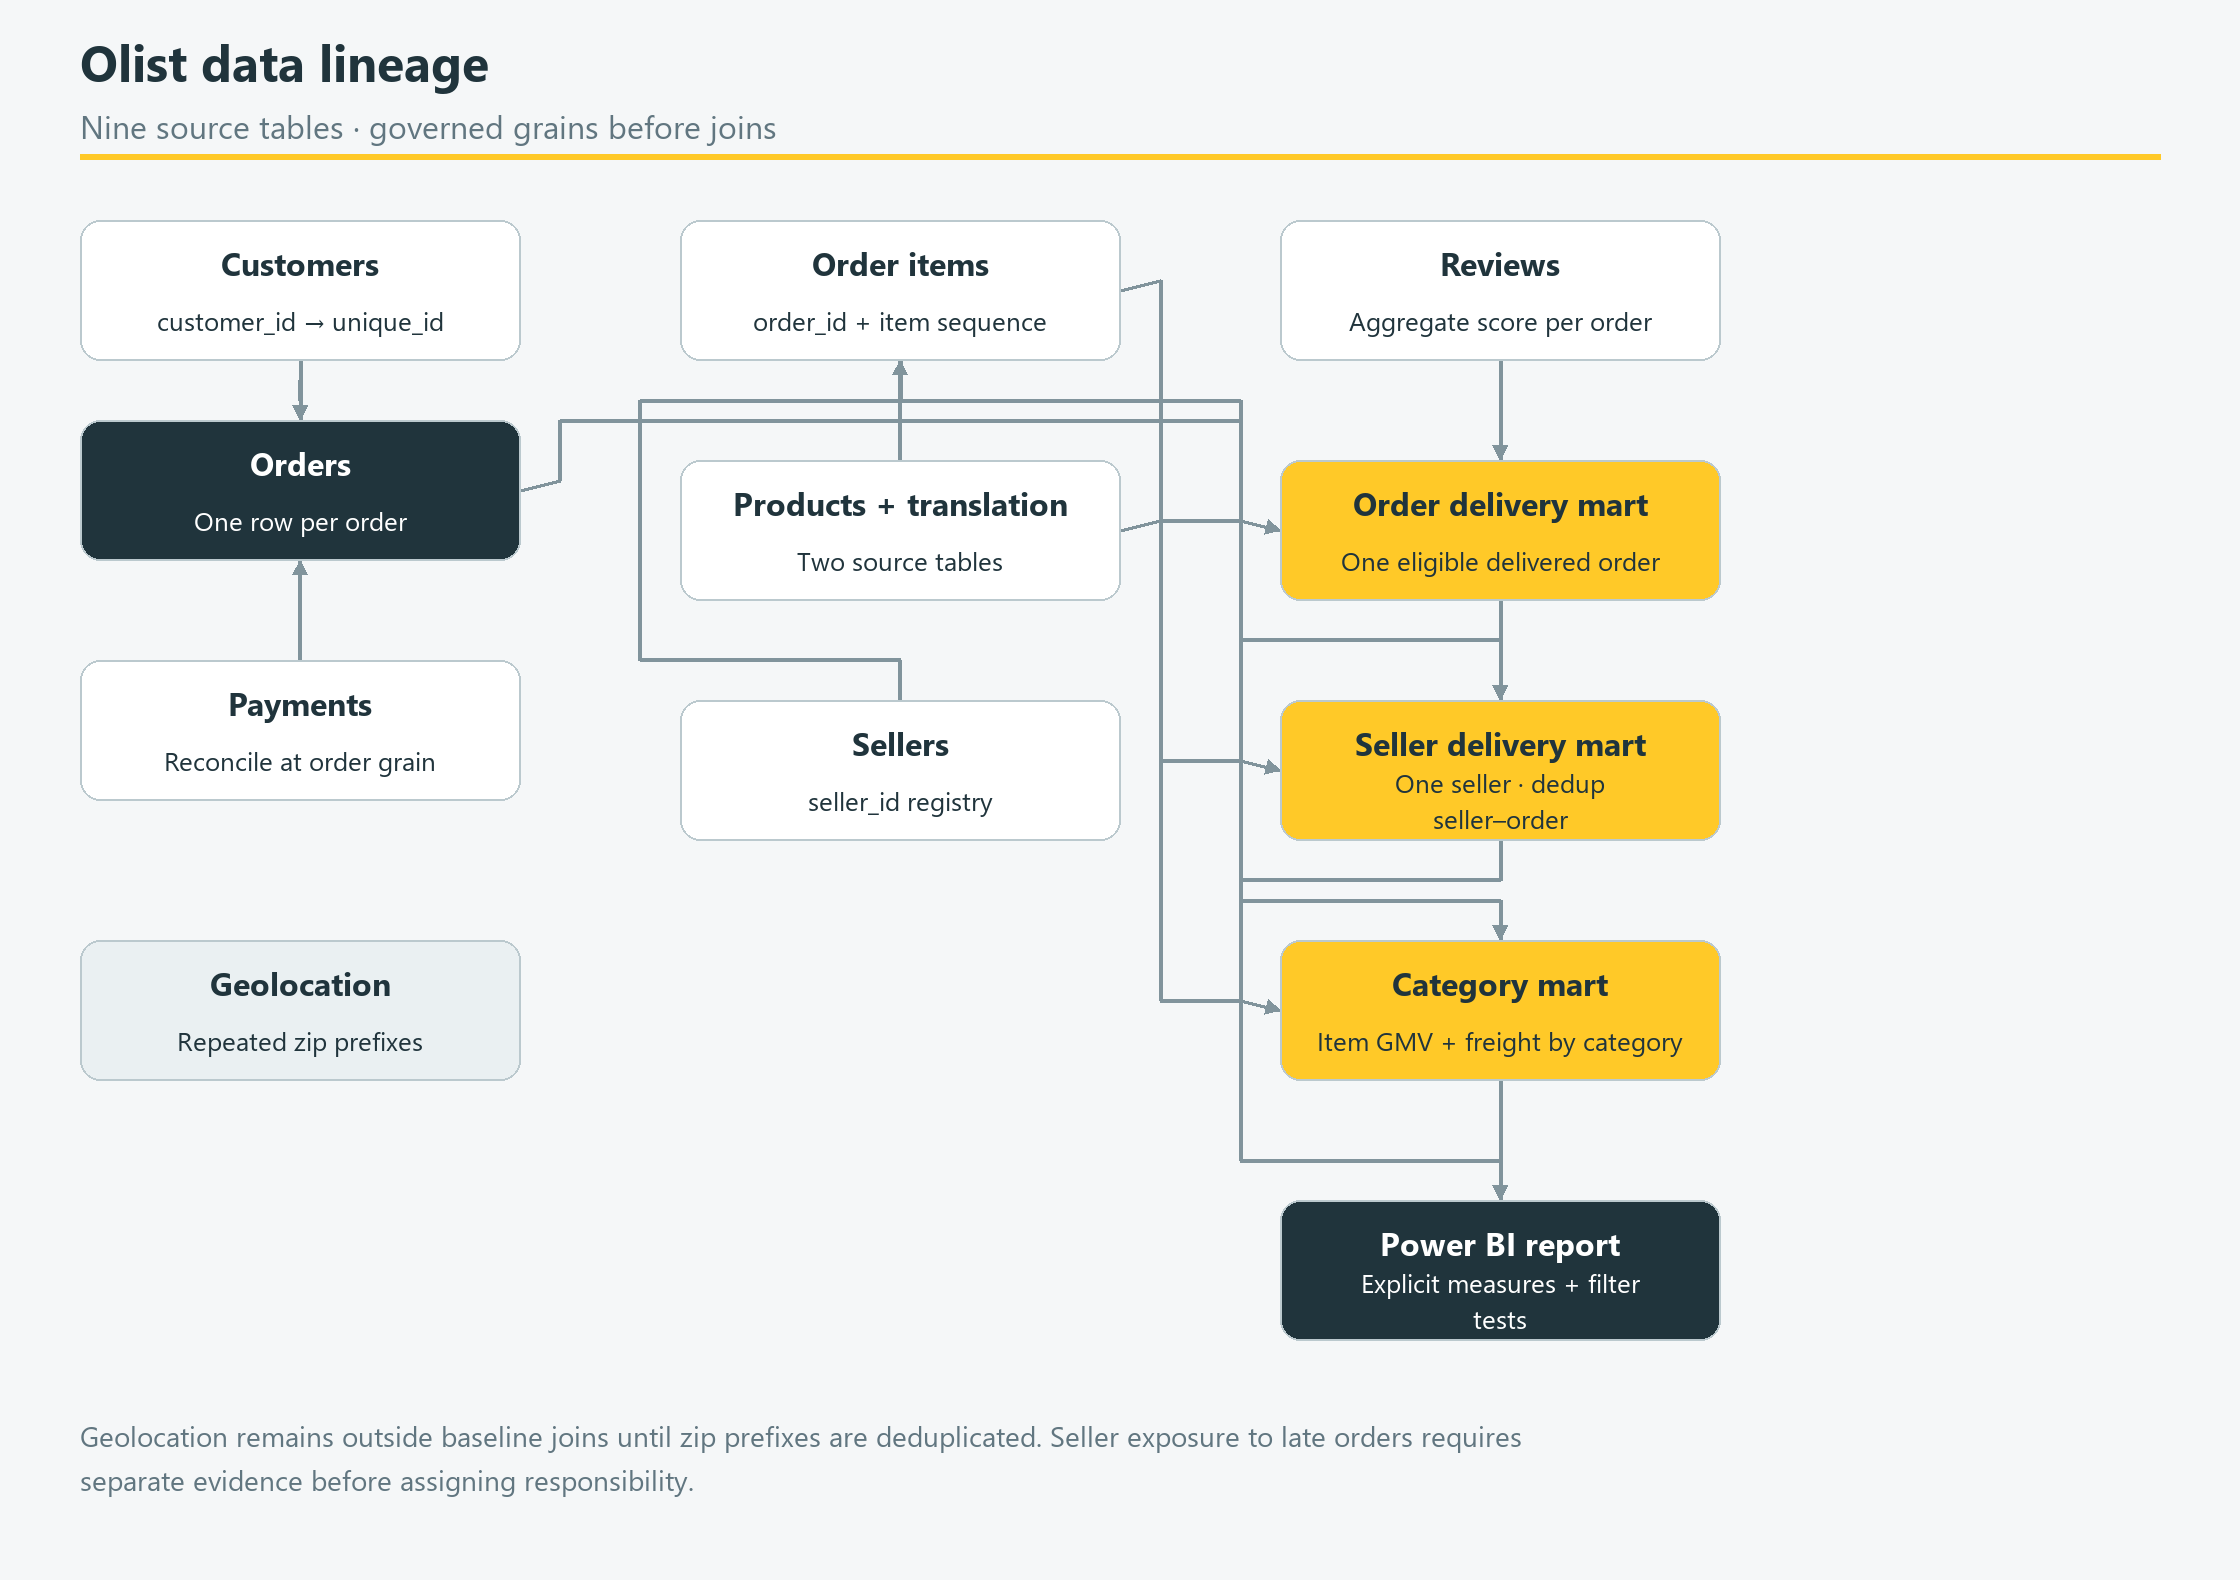 Olist data lineage
Nine source tables · governed grains before joins
Customers
customer_id → unique_id
Order items
order_id + item sequence
Reviews
Aggregate score per order
Orders
One row per order
Products + translation
Two source tables
Order delivery mart
One eligible delivered order
Payments
Reconcile at order grain
Sellers
seller_id registry
Seller delivery mart
One seller · dedup
seller–order
Geolocation
Repeated zip prefixes
Category mart
Item GMV + freight by category
Power BI report
Explicit measures + filter
tests
Geolocation remains outside baseline joins until zip prefixes are deduplicated. Seller exposure to late orders requires
separate evidence before assigning responsibility.